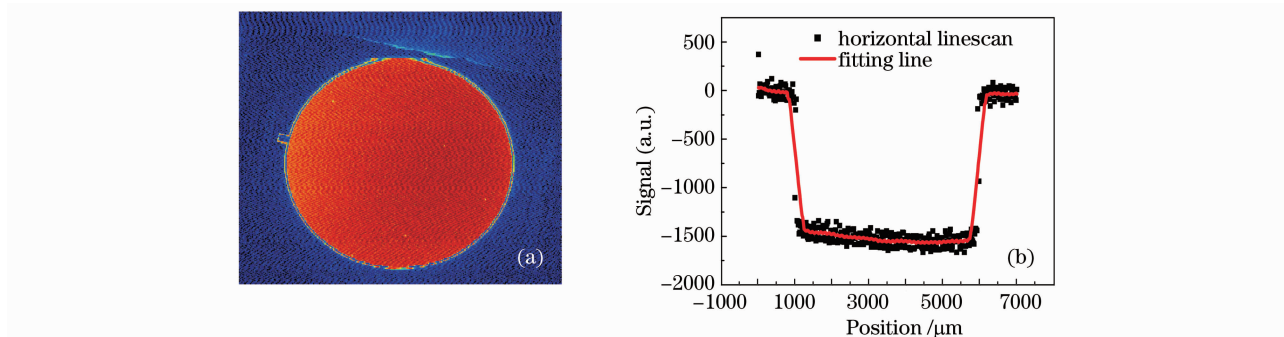 (a)
500
0
−500
−1000
−1500
−2000
Signal (a.u.)
horizontal linescan
fitting line
(b)
−1000 1000 3000 5000 7000
Position /μm